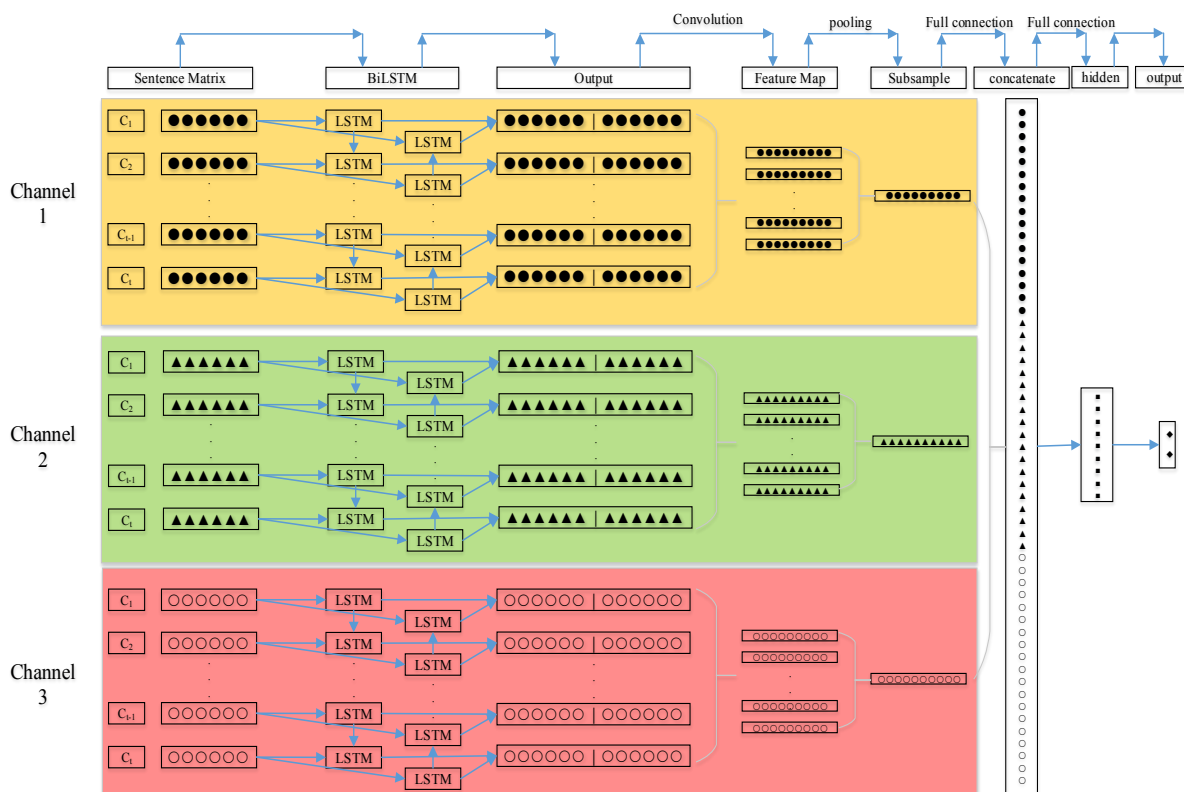 Convolution pooling Full connection Full connection
Sentence Matrix BiLSTM Output Feature Map Subsample concatenate hidden output
Channel
1
C1 LSTM
LSTM
C2 LSTM
LSTM
Ct-1 LSTM
LSTM
Ct LSTM
LSTM
Channel
2
C1 LSTM
LSTM
C2 LSTM
LSTM
Ct-1 LSTM
LSTM
Ct LSTM
LSTM
Channel
3
C1 LSTM
LSTM
C2 LSTM
LSTM
Ct-1 LSTM
LSTM
Ct LSTM
LSTM